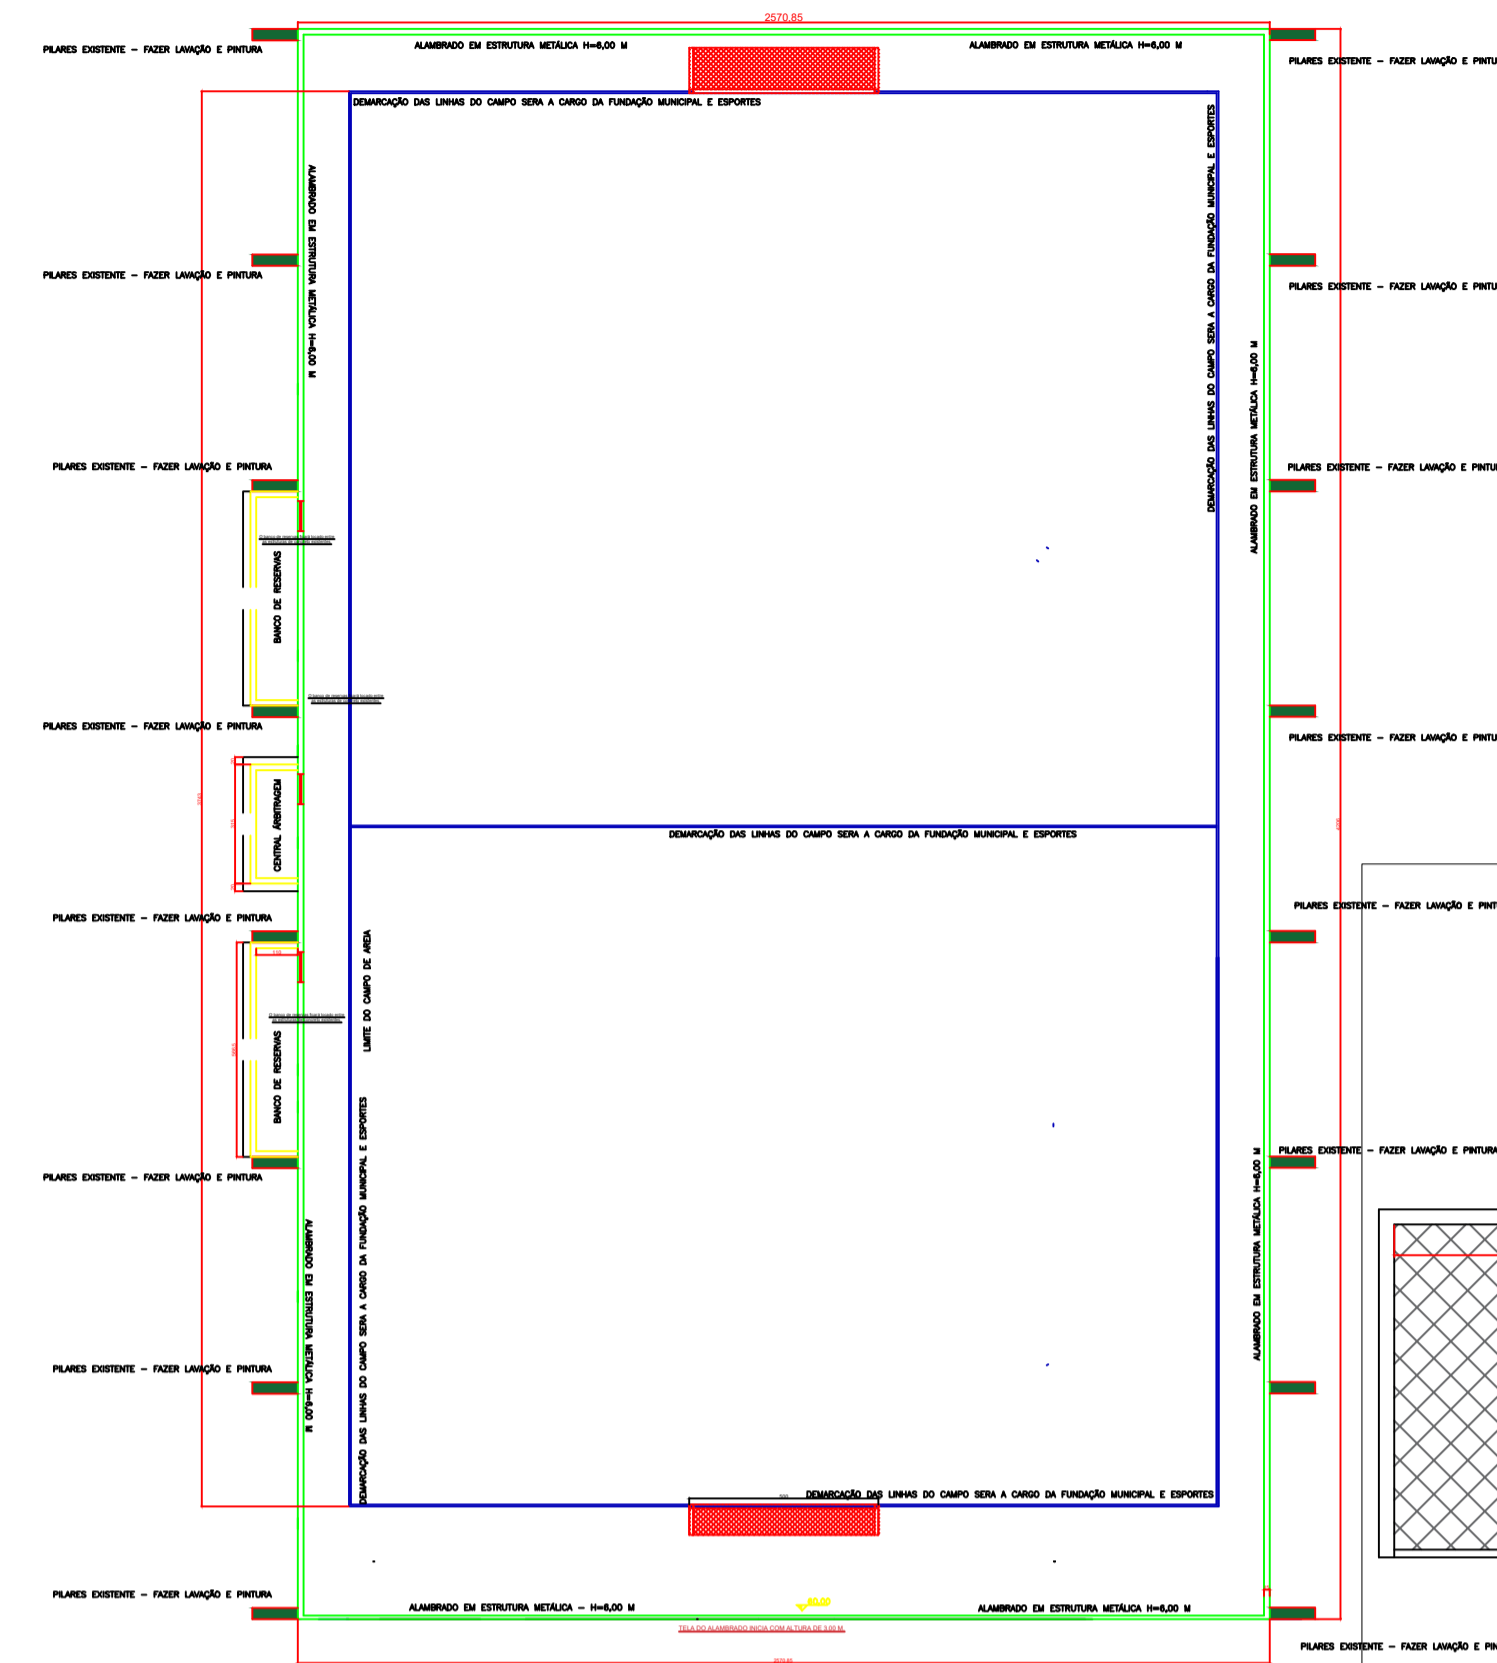 2570.85
ALAMBRADO EM ESTRUTURA METÁLICA H=6,00 M
ALAMBRADO EM ESTRUTURA METÁLICA H=6,00 M
PILARES EXISTENTE – FAZER LAVAÇÃO E PINTURA
PILARES EXISTENTE – FAZER LAVAÇÃO E PINTU
DEMARCAÇÃO DAS LINHAS DO CAMPO SERA A CARGO DA FUNDAÇÃO MUNICIPAL E ESPORTES
DEMARCAÇÃO DAS LINHAS DO CAMPO SERA A CARGO DA FUNDAÇÃO MUNICIPAL E ESPORTES
ALAMBRADO EM ESTRUTURA METÁLICA H=6,00 M
PILARES EXISTENTE – FAZER LAVAÇÃO E PINTURA
PILARES EXISTENTE – FAZER LAVAÇÃO E PINTU
ALAMBRADO EM ESTRUTURA METÁLICA H=6,00 M
PILARES EXISTENTE – FAZER LAVAÇÃO E PINTURA
PILARES EXISTENTE – FAZER LAVAÇÃO E PINTU
BANCO DE RESERVAS
PILARES EXISTENTE – FAZER LAVAÇÃO E PINTURA
PILARES EXISTENTE – FAZER LAVAÇÃO E PINTU
CENTRAL ÁRBITRAGEM
4206
DEMARCAÇÃO DAS LINHAS DO CAMPO SERA A CARGO DA FUNDAÇÃO MUNICIPAL E ESPORTES
PILARES EXISTENTE – FAZER LAVAÇÃO E PINTURA
PILARES EXISTENTE – FAZER LAVAÇÃO E PINT
LIMITE DO CAMPO DE AREIA
BANCO DE RESERVAS
PILARES EXISTENTE – FAZER LAVAÇÃO E PINTURA
PILARES EXISTENTE – FAZER LAVAÇÃO E PINTURA
DEMARCAÇÃO DAS LINHAS DO CAMPO SERA A CARGO DA FUNDAÇÃO MUNICIPAL E ESPORTES
ALAMBRADO EM ESTRUTURA METÁLICA H=6,00 M
ALAMBRADO EM ESTRUTURA METÁLICA H=6,00 M
PILARES EXISTENTE – FAZER LAVAÇÃO E PINTURA
500
DEMARCAÇÃO DAS LINHAS DO CAMPO SERA A CARGO DA FUNDAÇÃO MUNICIPAL E ESPORTES
PILARES EXISTENTE – FAZER LAVAÇÃO E PINTURA
ALAMBRADO EM ESTRUTURA METÁLICA – H=6,00 M
ALAMBRADO EM ESTRUTURA METÁLICA H=6,00 M
TELA DO ALAMBRADO INICIA COM ALTURA DE 3,00 M.
PILARES EXISTENTE – FAZER LAVAÇÃO E PIN
2570.85